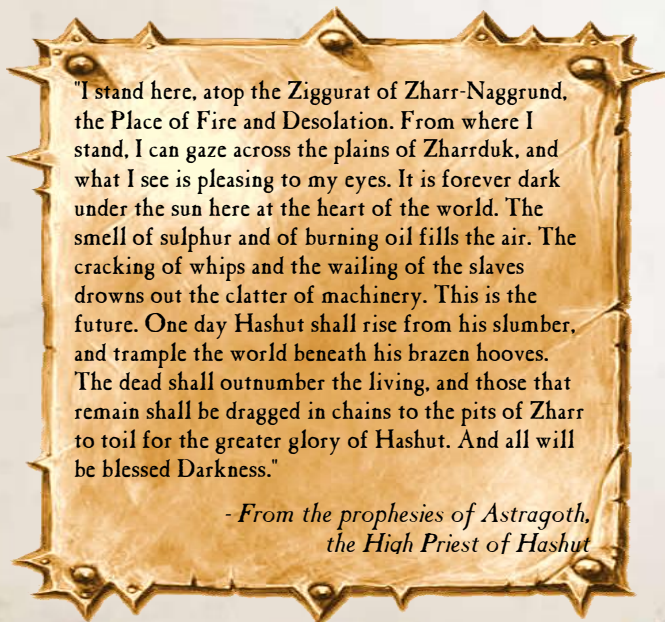 "I stand here, atop the Ziggurat of Zharr-Naggrund,
the Place of Fire and Desolation. From where I
stand, I can gaze across the plains of Zharrduk, and
what I see is pleasing to my eyes. It is forever dark
under the sun here at the heart of the world. The
smell of sulphur and of burning oil fills the air. The
cracking of whips and the wailing of the slaves
drowns out the clatter of machinery. This is the
future. One day Hashut shall rise from his slumber,
and trample the world beneath his brazen hooves.
The dead shall outnumber the living, and those that
remain shall be dragged in chains to the pits of Zharr
to toil for the greater glory of Hashut. And all will
be blessed Darkness."
- From the prophesies of Astragoth,
the High Priest of Hashut